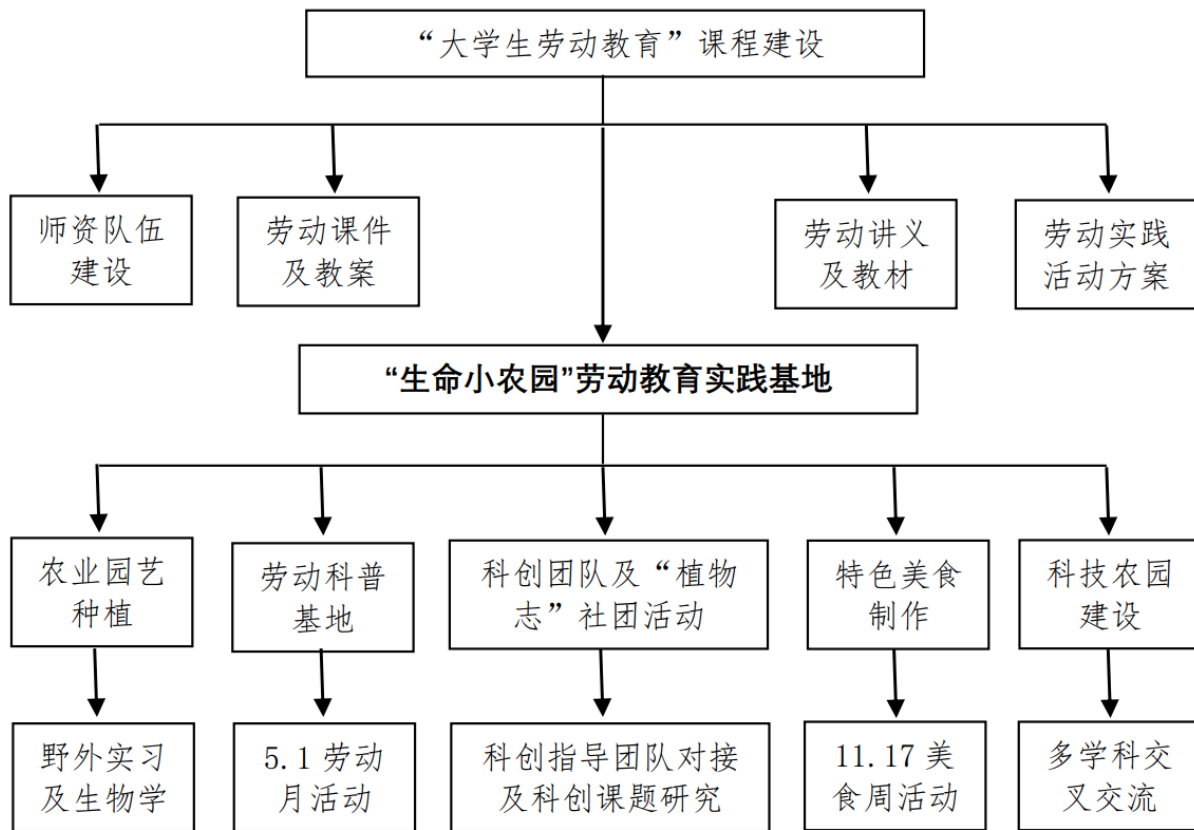 “大学生劳动教育”课程建设
师资队伍
建设
劳动课件
及教案
劳动讲义
及教材
劳动实践
活动方案
“生命小农园”劳动教育实践基地
农业园艺
种植
劳动科普
基地
科创团队及“植物
志”社团活动
特色美食
制作
科技农园
建设
野外实习
及生物学
5.1 劳动
月活动
科创指导团队对接
及科创课题研究
11.17 美
食周活动
多学科交
叉交流